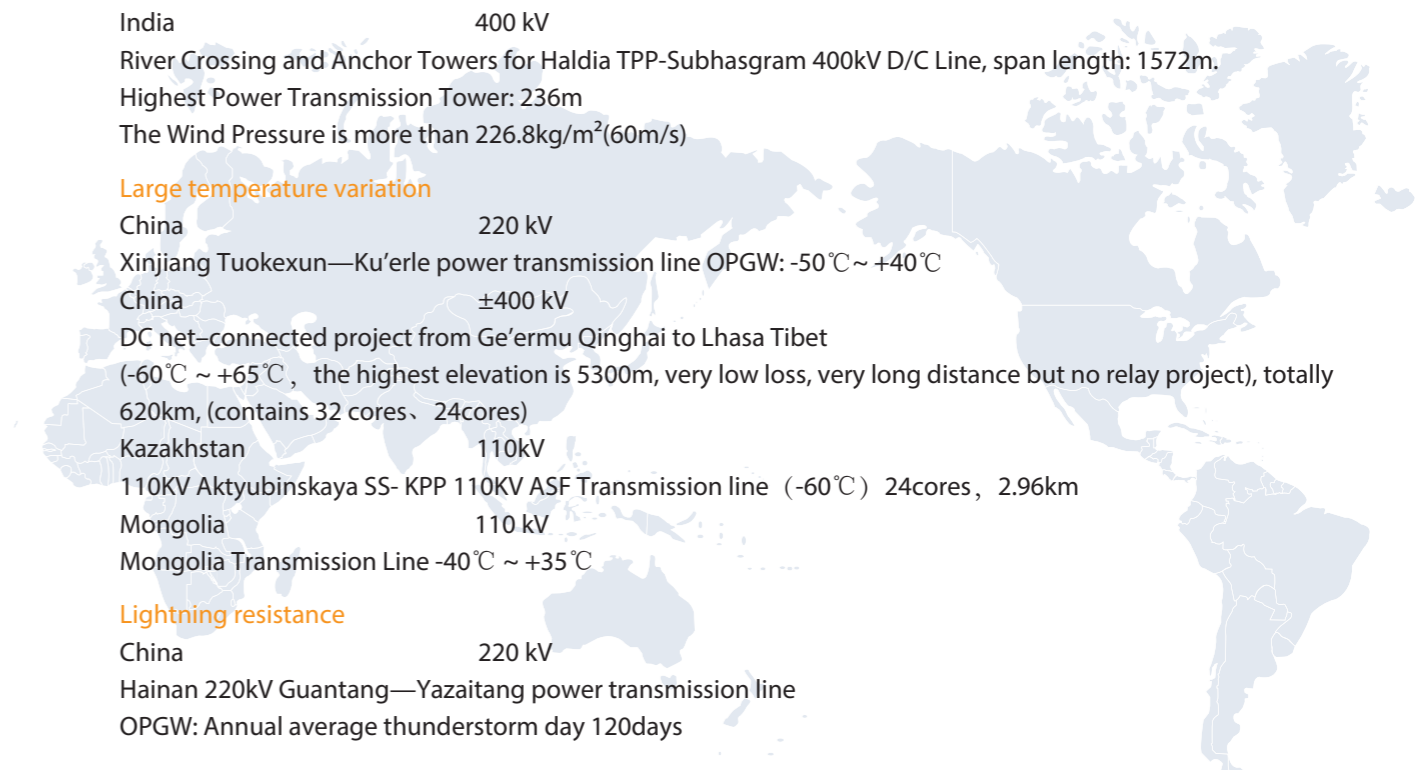 India 400 kV
River Crossing and Anchor Towers for Haldia TPP-Subhasgram 400kV D/C Line, span length: 1572m.
Highest Power Transmission Tower: 236m
The Wind Pressure is more than 226.8kg/m²(60m/s)
Large temperature variation
China 220 kV
Xinjiang Tuokexun—Ku’erle power transmission line OPGW: -50℃~ +40℃
China ±400 kV
DC net–connected project from Ge’ermu Qinghai to Lhasa Tibet
(-60℃ ~ +65℃，the highest elevation is 5300m, very low loss, very long distance but no relay project), totally
620km, (contains 32 cores、24cores)
Kazakhstan 110kV
110KV Aktyubinskaya SS- KPP 110KV ASF Transmission line（-60℃）24cores，2.96km
Mongolia 110 kV
Mongolia Transmission Line -40℃ ~ +35℃
Lightning resistance
China 220 kV
Hainan 220kV Guantang—Yazaitang power transmission line
OPGW: Annual average thunderstorm day 120days